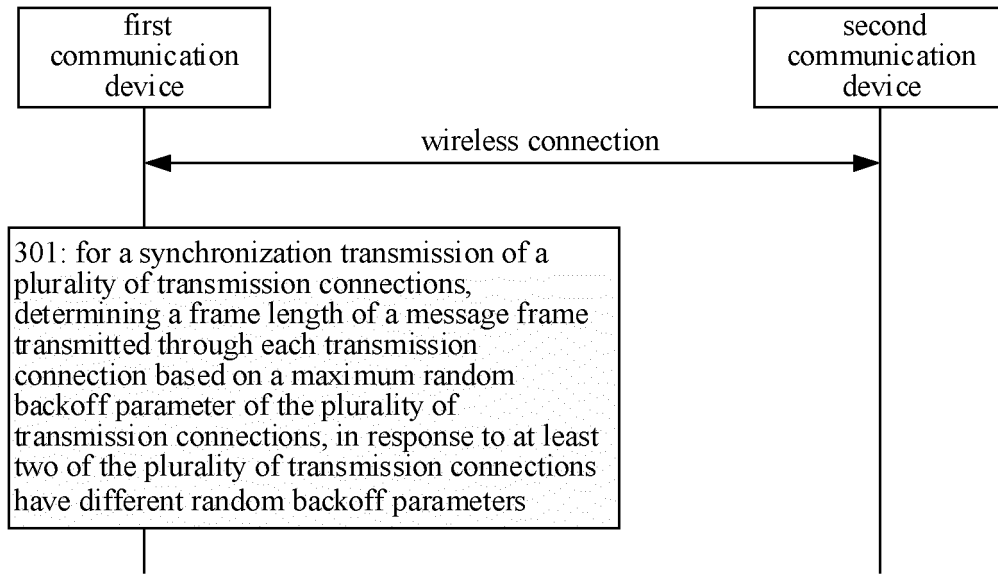 first
communication
device
second
communication
device
wireless connection
301: for a synchronization transmission of a
plurality of transmission connections,
determining a frame length of a message frame
transmitted through each transmission
connection based on a maximum random
backoff parameter of the plurality of
transmission connections, in response to at least
two of the plurality of transmission connections
have different random backoff parameters